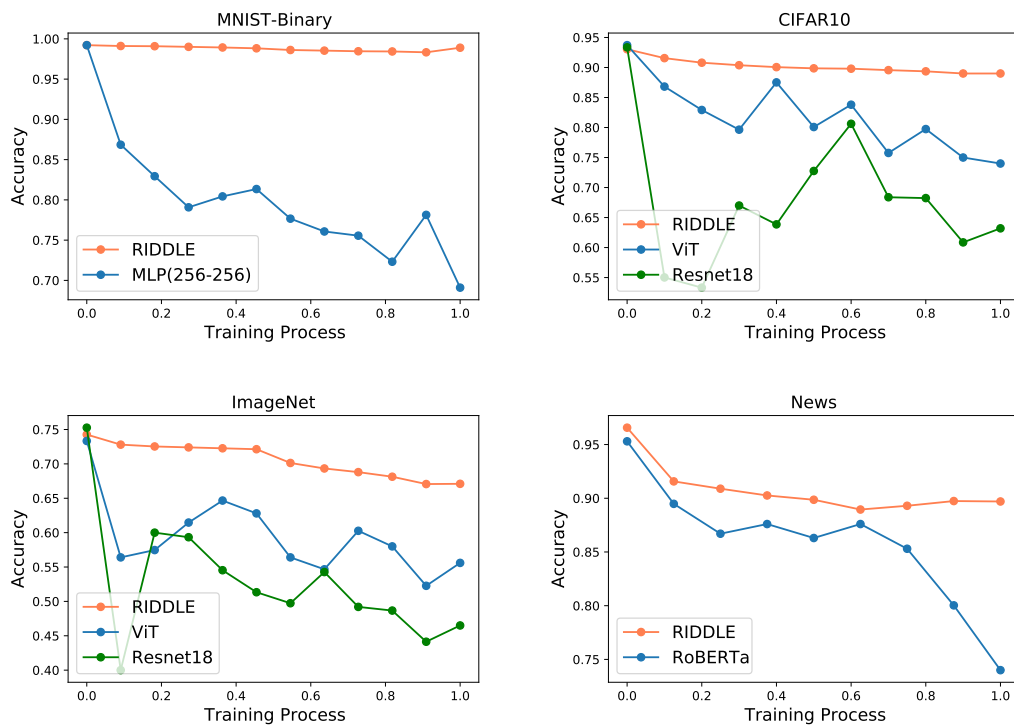 MNIST-Binary
1.00
0.95
0.90
0.85
0.80
0.75
0.70
Accuracy
RIDDLE
MLP(256-256)
0.0 0.2 0.4 0.6 0.8 1.0
Training Process
CIFAR10
0.95
0.90
0.85
0.80
0.75
0.70
0.65
0.60
0.55
Accuracy
RIDDLE
ViT
Resnet18
0.0 0.2 0.4 0.6 0.8 1.0
Training Process
ImageNet
0.75
0.70
0.65
0.60
0.55
0.50
0.45
0.40
Accuracy
RIDDLE
ViT
Resnet18
0.0 0.2 0.4 0.6 0.8 1.0
Training Process
News
0.95
0.90
0.85
0.80
0.75
Accuracy
RIDDLE
RoBERTa
0.0 0.2 0.4 0.6 0.8 1.0
Training Process